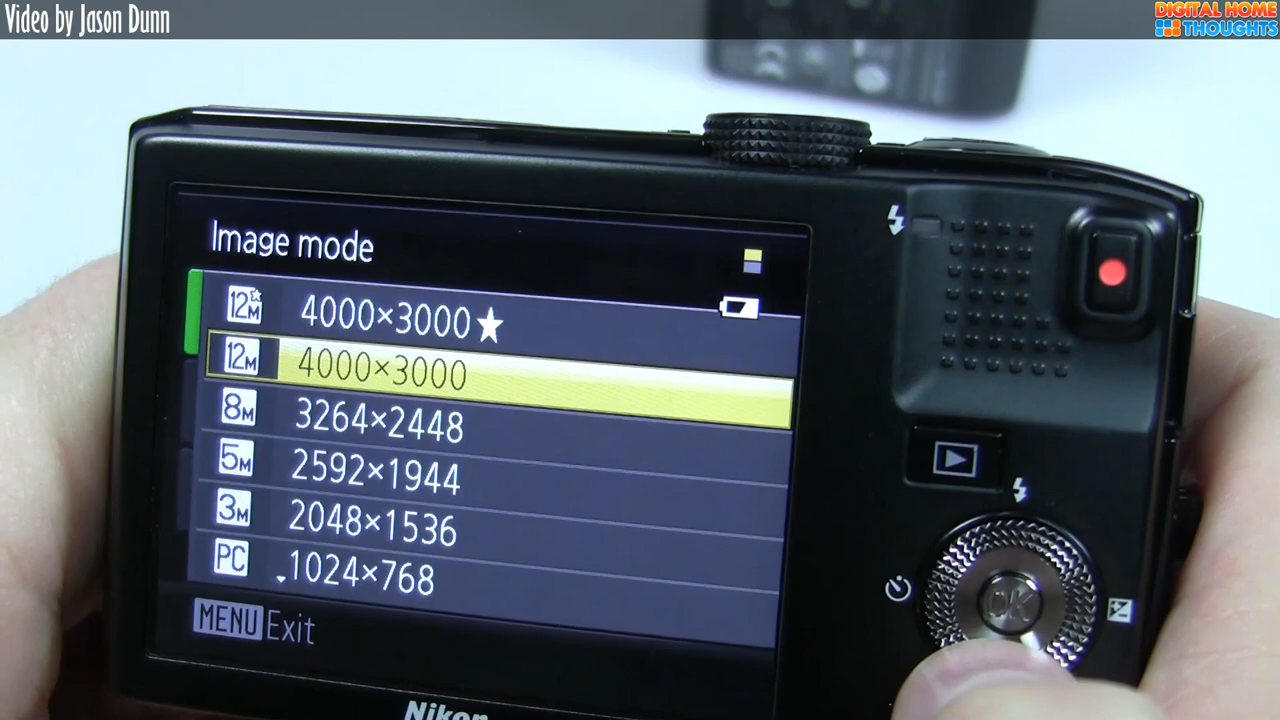 Video by Jason Dunn
DIGITAL HOME
THOUGHTS
Image mode
12M 4000×3000★
12M 4000×3000
8M 3264×2448
5M 2592×1944
3M 2048×1536
PC 1024×768
MENU Exit
OK
Nikon